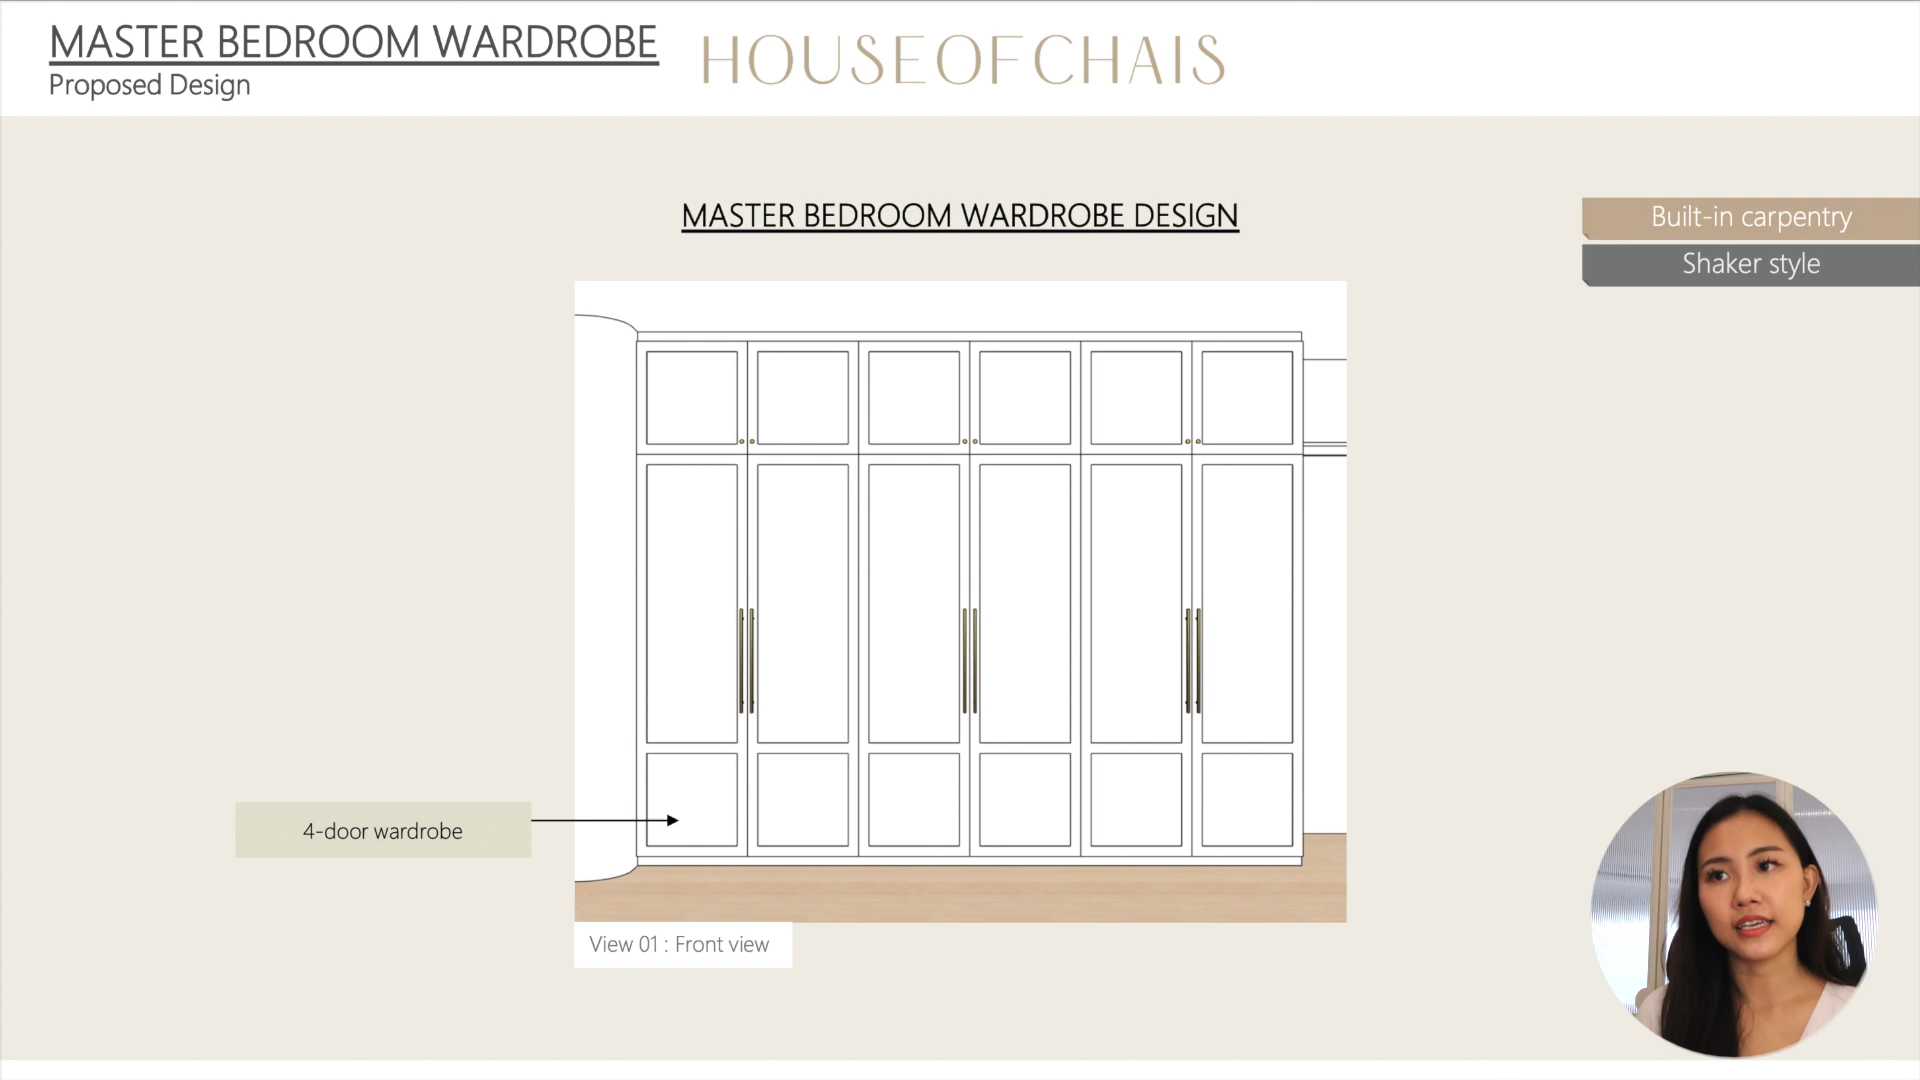 MASTER BEDROOM WARDROBE
Proposed Design
HOUSEOFCHAIS
MASTER BEDROOM WARDROBE DESIGN
Built-in carpentry
Shaker style
4-door wardrobe
View 01 : Front view